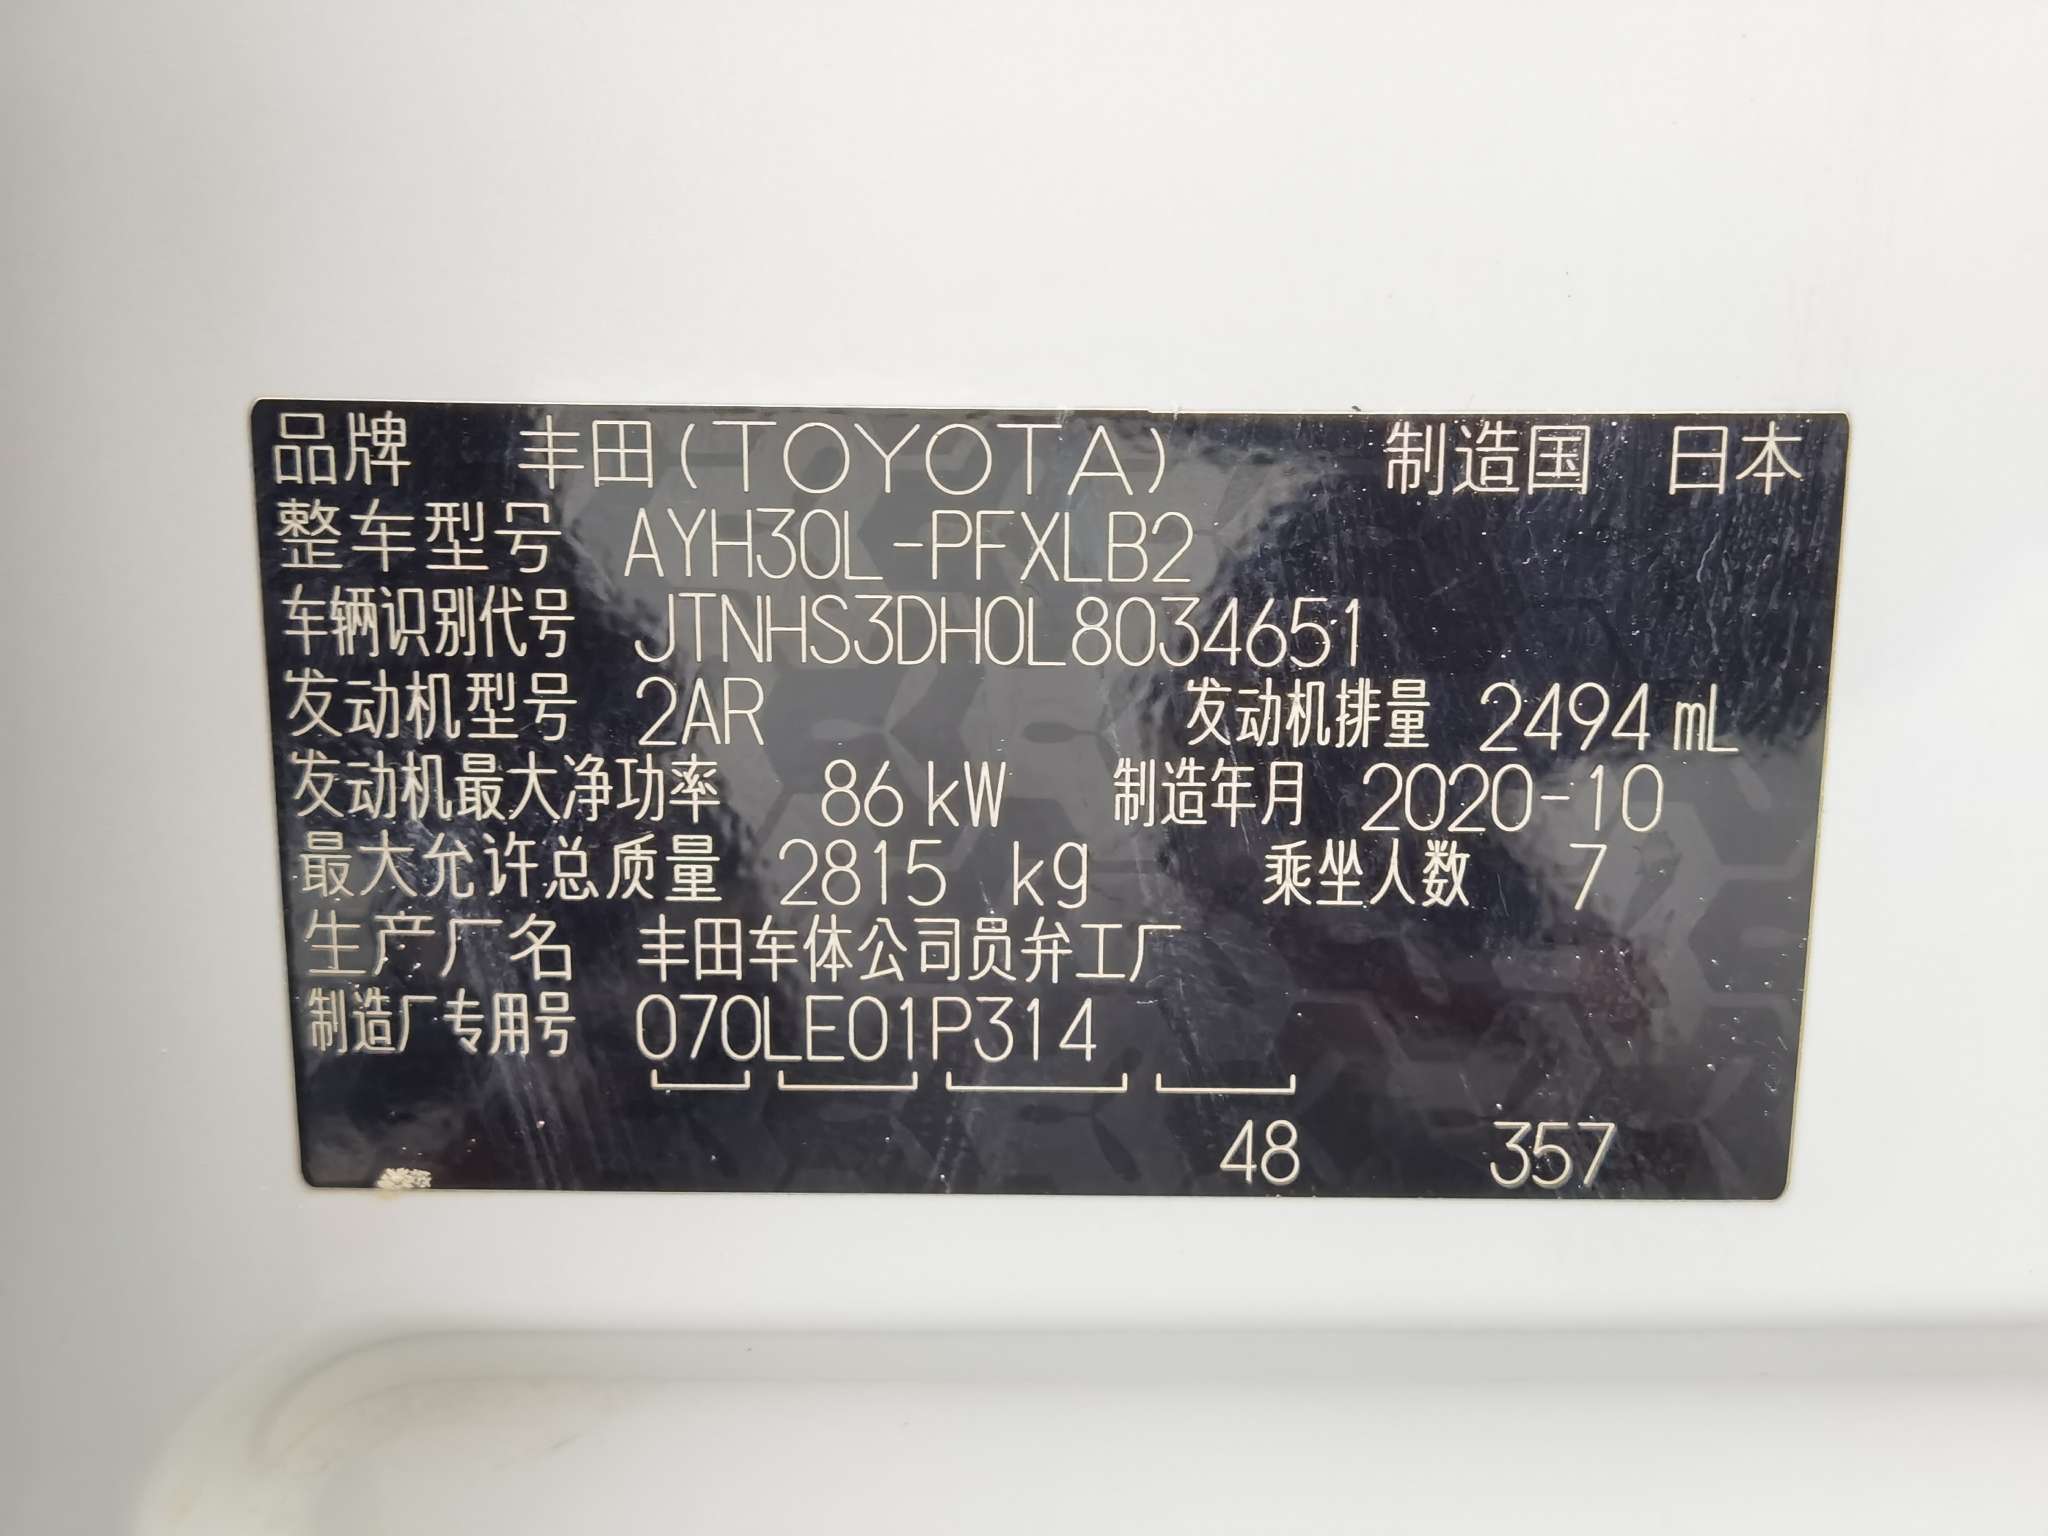 品牌 丰田(TOYOTA) 制造国 日本
整车型号 AYH30L-PFXLB2
车辆识别代号 JTNHS3DH0L8034651
发动机型号 2AR 发动机排量 2494 mL
发动机最大净功率 86 kW 制造年月 2020-10
最大允许总质量 2815 kg 乘坐人数 7
生产厂名 丰田车体公司员弁工厂
制造厂专用号 070LE01P314
48 357